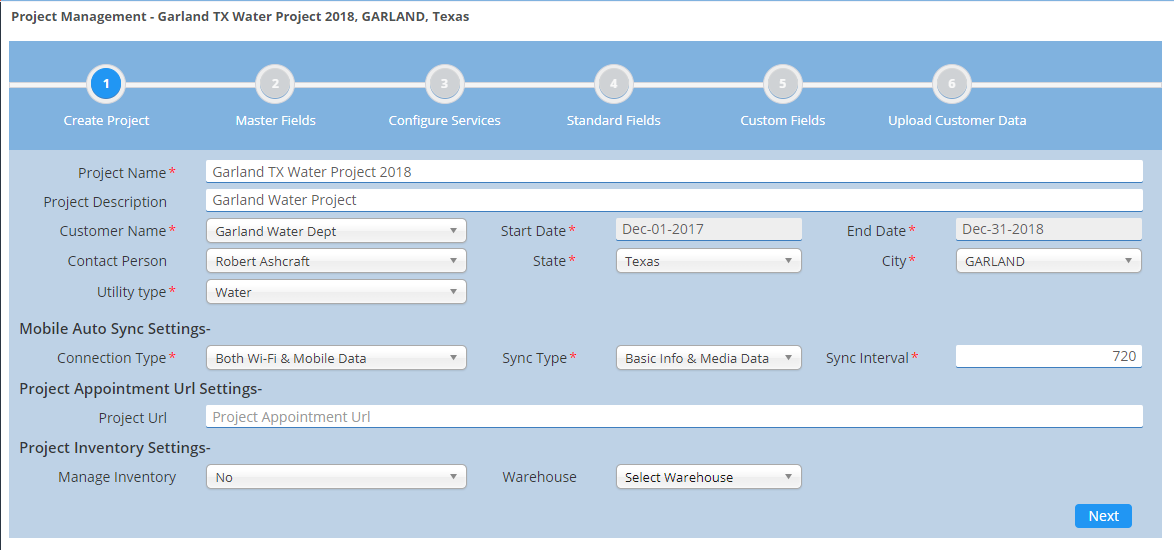 Project Management - Garland TX Water Project 2018, GARLAND, Texas
1 2 3 4 5 6
Create Project Master Fields Configure Services Standard Fields Custom Fields Upload Customer Data
Project Name* Garland TX Water Project 2018
Project Description Garland Water Project
Customer Name* Garland Water Dept Start Date* Dec-01-2017 End Date* Dec-31-2018
Contact Person Robert Ashcraft State* Texas City* GARLAND
Utility type* Water
Mobile Auto Sync Settings-
Connection Type* Both Wi-Fi & Mobile Data Sync Type* Basic Info & Media Data Sync Interval* 720
Project Appointment Url Settings-
Project Url Project Appointment Url
Project Inventory Settings-
Manage Inventory No Warehouse Select Warehouse
Next